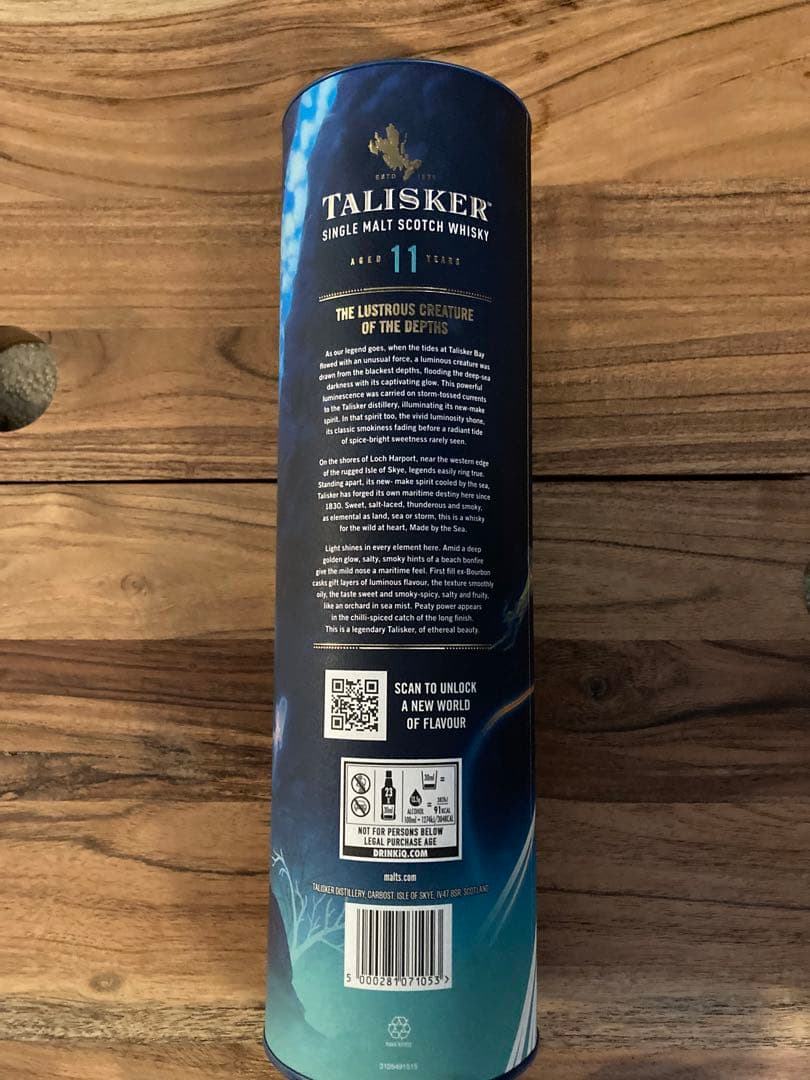 ESTD 1830
TALISKER™
SINGLE MALT SCOTCH WHISKY
AGED 11 YEARS
THE LUSTROUS CREATURE
OF THE DEPTHS
As our legend goes, when the tides at Talisker Bay
flowed with an unusual force, a luminous creature was
drawn from the blackest depths, flooding the deep-sea
darkness with its captivating glow. This powerful
luminescence was carried on storm-tossed currents
to the Talisker distillery, illuminating its new-make
spirit. In that spirit too, the vivid luminosity shone,
its classic smokiness fading before a radiant tide
of spice-bright sweetness rarely seen.
On the shores of Loch Harport, near the western edge
of the rugged Isle of Skye, legends easily ring true.
Standing apart, its new- make spirit cooled by the sea,
Talisker has forged its own maritime destiny here since
1830. Sweet, salt-laced, thunderous and smoky,
as elemental as land, sea or storm, this is a whisky
for the wild at heart, Made by the Sea.
Light shines in every element here. Amid a deep
golden glow, salty, smoky hints of a beach bonfire
give the mild nose a maritime feel. First fill ex-Bourbon
casks gift layers of luminous flavour, the texture smoothly
oily, the taste sweet and smoky-spicy, salty and fruity,
like an orchard in sea mist. Peaty power appears
in the chilli-spiced catch of the long finish.
This is a legendary Talisker, of ethereal beauty.
SCAN TO UNLOCK
A NEW WORLD
OF FLAVOUR
23
X
30ml
30ml =
ALCOHOL = 91KCAL
100ml = 1274kJ/304KCAL
NOT FOR PERSONS BELOW
LEGAL PURCHASE AGE
DRINKiQ.COM
malts.com
TALISKER DISTILLERY, CARBOST, ISLE OF SKYE, IV47 8SR, SCOTLAND
5 000281 071053 >
3105491515